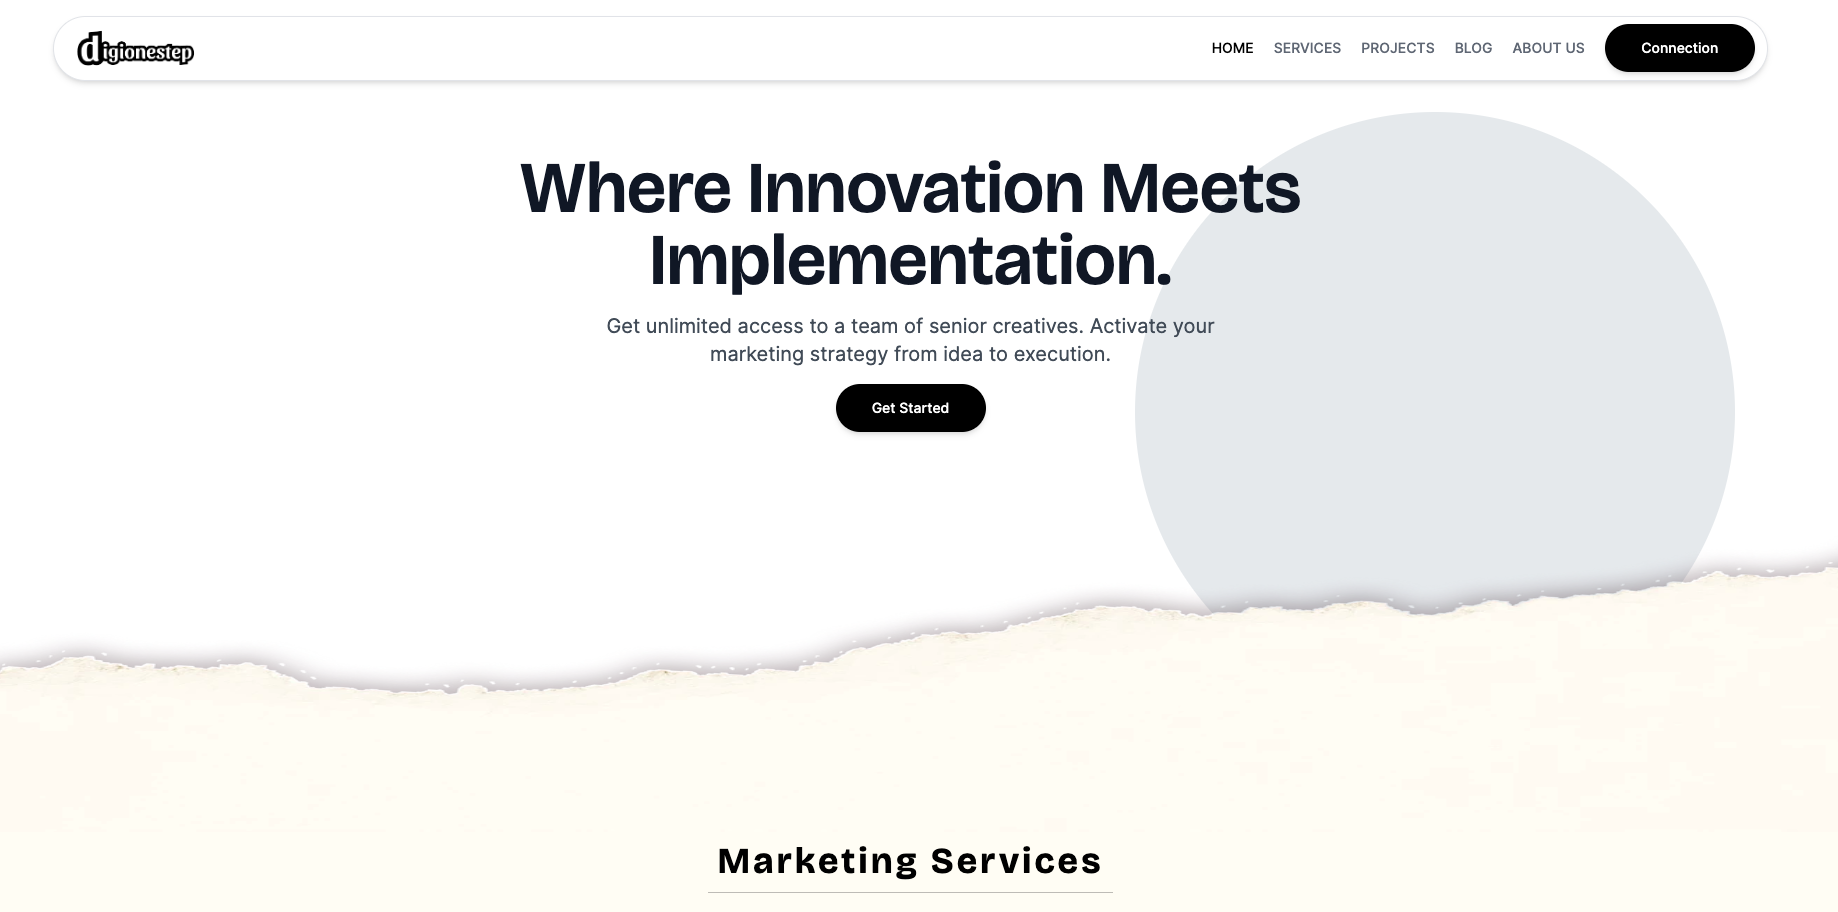 digionestep
HOME SERVICES PROJECTS BLOG ABOUT US Connection
Where Innovation Meets
Implementation.
Get unlimited access to a team of senior creatives. Activate your
marketing strategy from idea to execution.
Get Started
Marketing Services